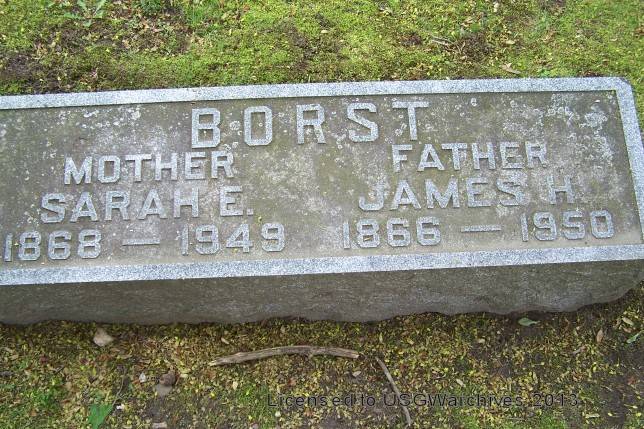 BORST
MOTHER FATHER
SARAH E. JAMES H
1868 — 1949 1866 — 1950
Licensed to USGWarchives 2013